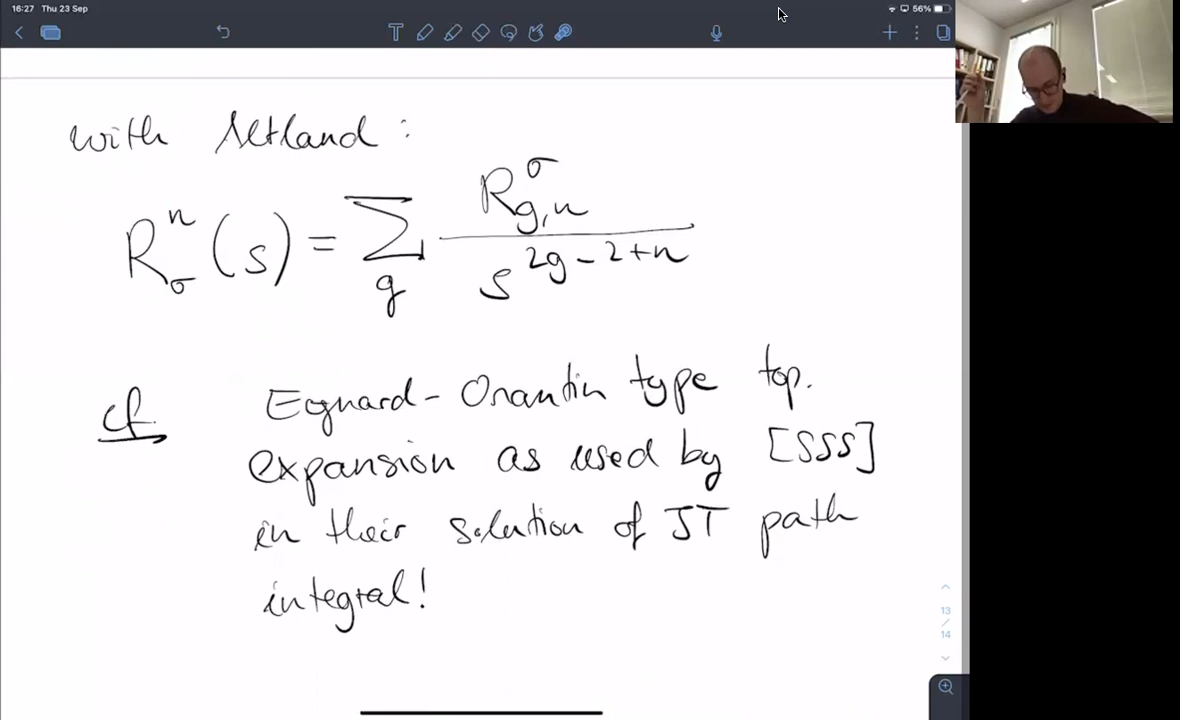 16:27 Thu 23 Sep
56%
with Altland :
R^n_σ (s) = Σ_g R^σ_{g,n} / s^{2g-2+n}
cf Eynard-Orantin type top.
expansion as used by [SSS]
in their solution of JT path
integral!
13
/
14